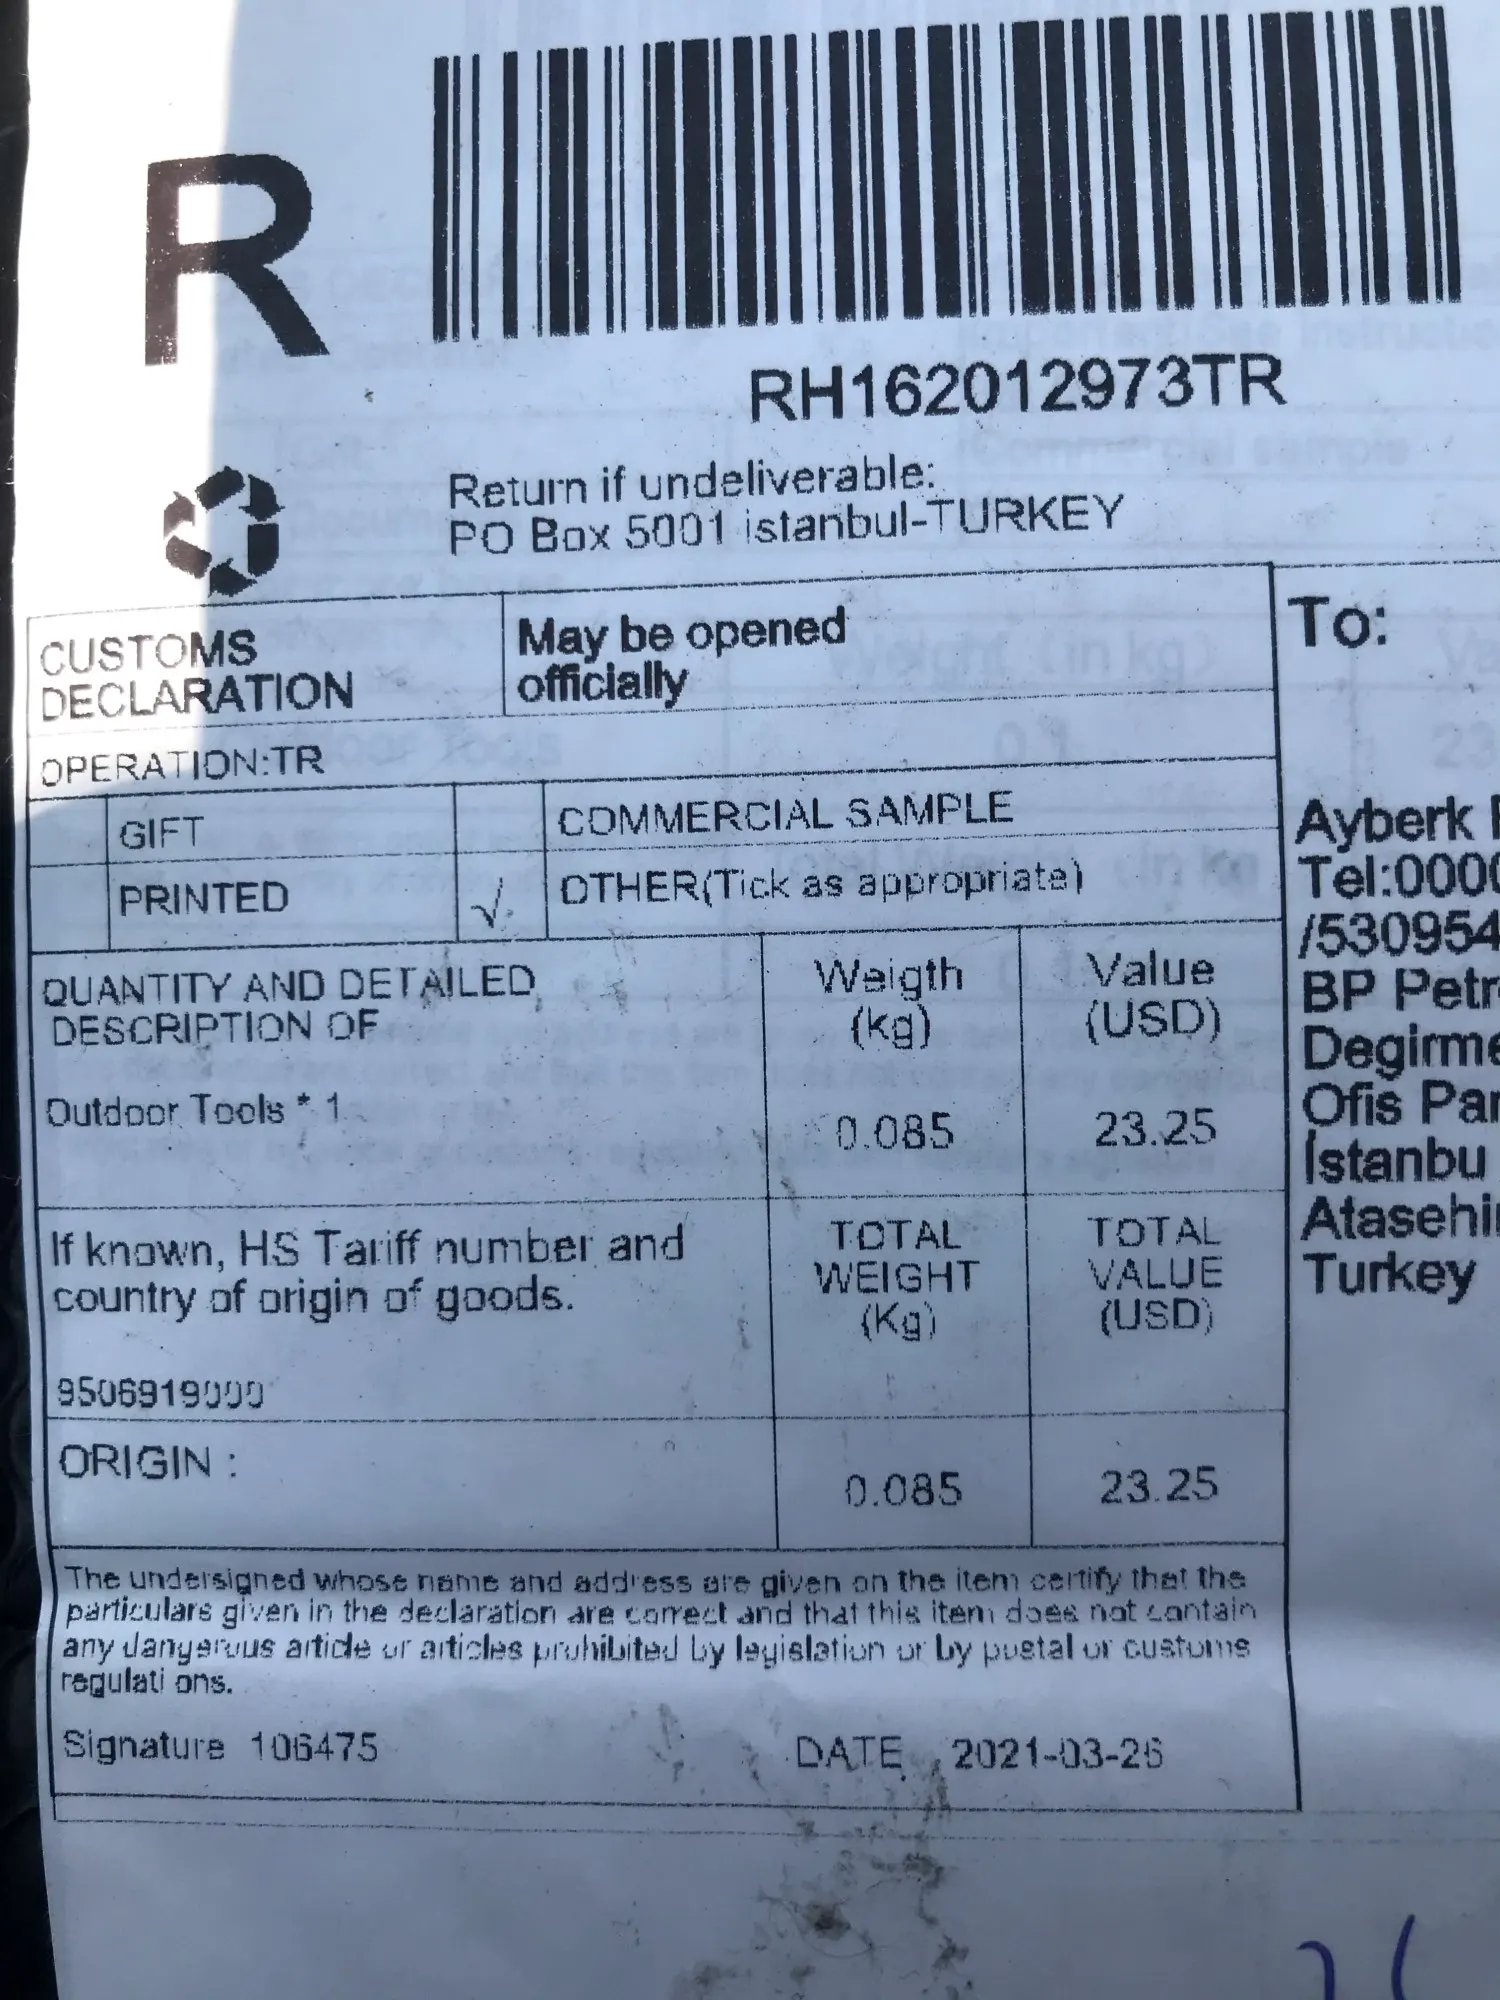 R
RH162012973TR
Return if undeliverable:
PO Box 5001 istanbul-TURKEY
CUSTOMS
DECLARATION
May be opened
officially
OPERATION:TR
GIFT
COMMERCIAL SAMPLE
PRINTED
√
OTHER(Tick as appropriate)
QUANTITY AND DETAILED
DESCRIPTION OF
Weigth
(kg)
Value
(USD)
Outdoor Tools * 1
0.085
23.25
If known, HS Tariff number and
country of origin of goods.
TOTAL
WEIGHT
(Kg)
TOTAL
VALUE
(USD)
9506919000
ORIGIN :
0.085
23.25
The undersigned whose name and address are given on the item certify that the
particulars given in the declaration are correct and that this item does not contain
any dangerous article or articles prohibited by legislation or by postal or customs
regulati ons.
Signature 106475
DATE 2021-03-26
To:
Ayberk
Tel:0000
/530954
BP Petr
Degirme
Ofis Par
İstanbu
Atasehi
Turkey